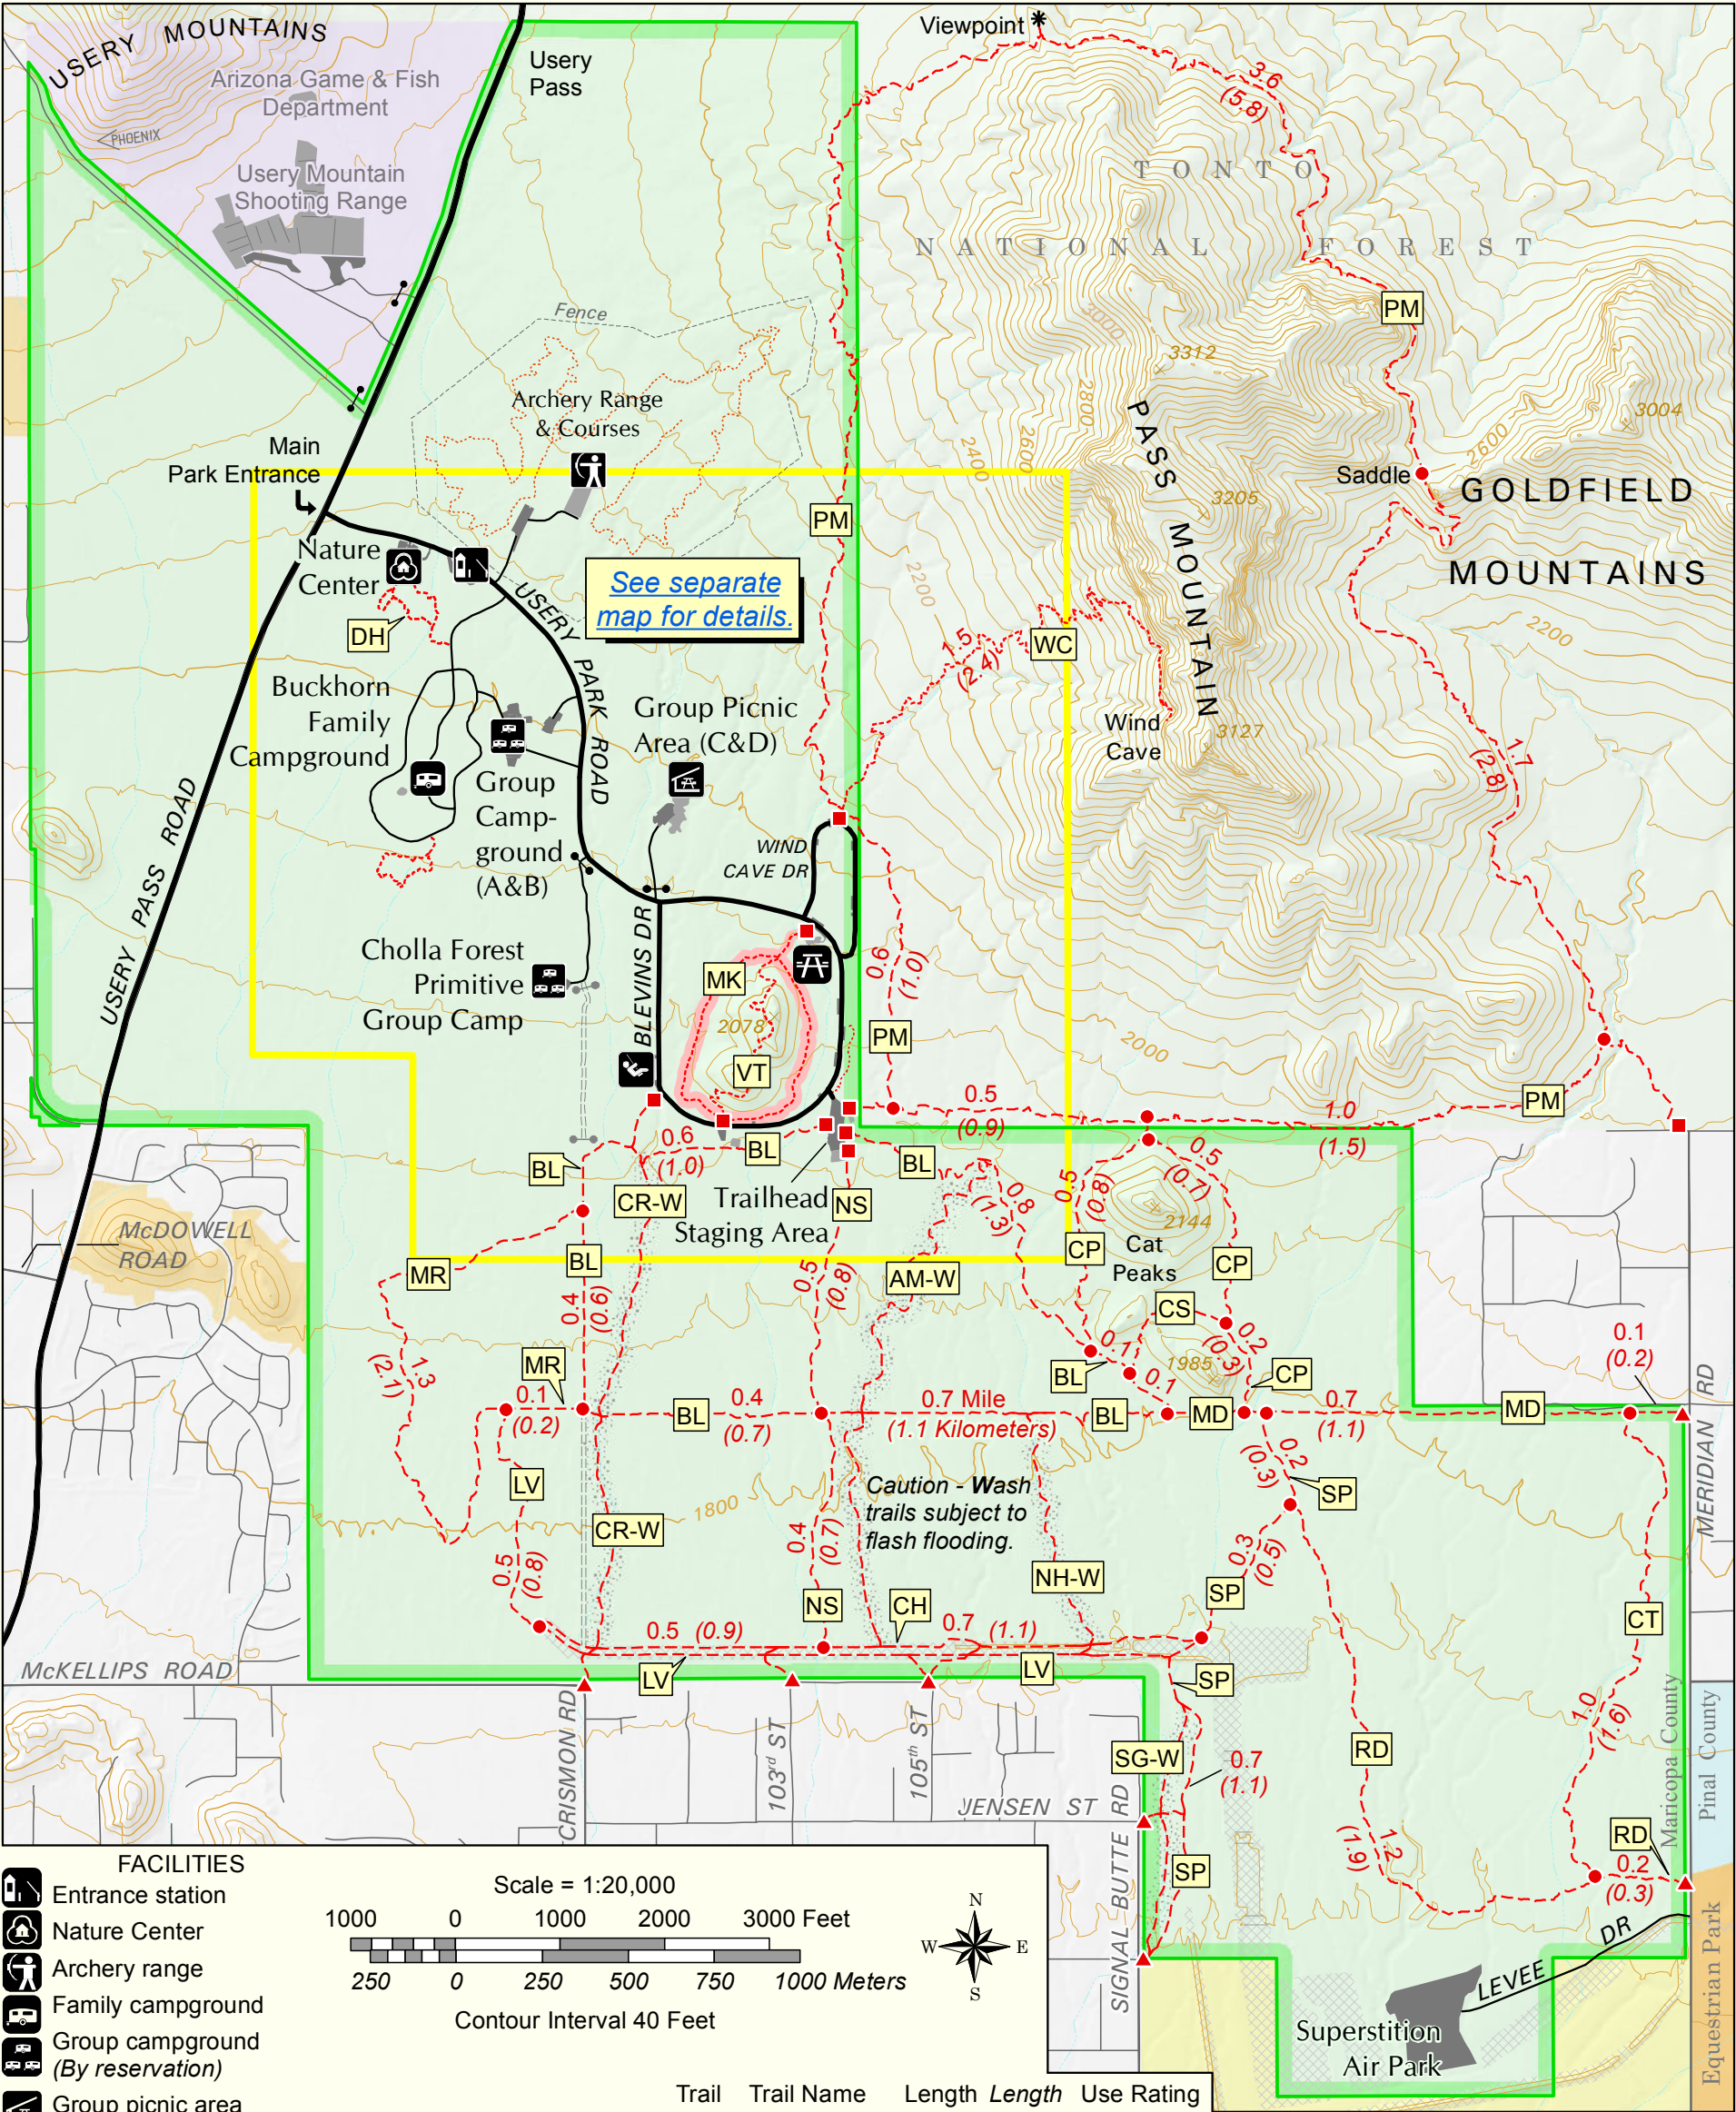 USERY MOUNTAINS
Arizona Game & Fish
Department
PHOENIX
Usery Mountain
Shooting Range
Usery
Pass
Viewpoint
3.6
(5.8)
TONTO
NATIONAL FOREST
PM
3000
3312
2800
2600
2400
3004
2600
Saddle
GOLDFIELD
MOUNTAINS
PASS MOUNTAIN
3205
3127
2200
2200
2000
Fence
Archery Range
& Courses
Main
Park Entrance
Nature
Center
DH
USERY PARK ROAD
See separate
map for details.
PM
1.5
(2.4)
WC
Wind
Cave
1.7
(2.8)
Buckhorn
Family
Campground
Group
Camp-
ground
(A&B)
Group Picnic
Area (C&D)
WIND
CAVE DR
USERY PASS ROAD
Cholla Forest
Primitive
Group Camp
BLEVINS DR
MK
2078
VT
0.6
(1.0)
PM
0.5
(0.9)
1.0
(1.5)
PM
0.6
(1.0)
BL
BL
BL
CR-W
Trailhead
Staging Area
NS
0.8
(1.3)
0.5
(0.8)
0.5
(0.7)
2144
Cat
Peaks
CP
CP
McDOWELL
ROAD
MR
BL
0.4
(0.6)
0.5
(0.8)
AM-W
CS
0.2
(0.3)
1985
CP
0.1
BL
0.1
0.1
(0.2)
1.3
(2.1)
MR
0.1
(0.2)
BL
0.4
(0.7)
0.7 Mile
(1.1 Kilometers)
BL
MD
0.7
(1.1)
MD
MERIDIAN RD
LV
1800
CR-W
0.5
(0.8)
0.4
(0.7)
Caution - Wash
trails subject to
flash flooding.
0.2
(0.3)
SP
0.3
(0.5)
NH-W
SP
NS
CH
0.5 (0.9)
0.7 (1.1)
CT
McKELLIPS ROAD
LV
LV
SP
1.0
(1.6)
CRISMON RD
103rd ST
105th ST
JENSEN ST
SIGNAL BUTTE RD
SG-W
0.7
(1.1)
SP
RD
1.2
(1.9)
RD
0.2
(0.3)
Maricopa County
Pinal County
Equestrian Park
LEVEE DR
Superstition
Air Park
FACILITIES
Entrance station
Nature Center
Archery range
Family campground
Group campground
(By reservation)
Group picnic area
Scale = 1:20,000
1000 0 1000 2000 3000 Feet
250 0 250 500 750 1000 Meters
Contour Interval 40 Feet
N
W E
S
Trail Trail Name Length Length Use Rating